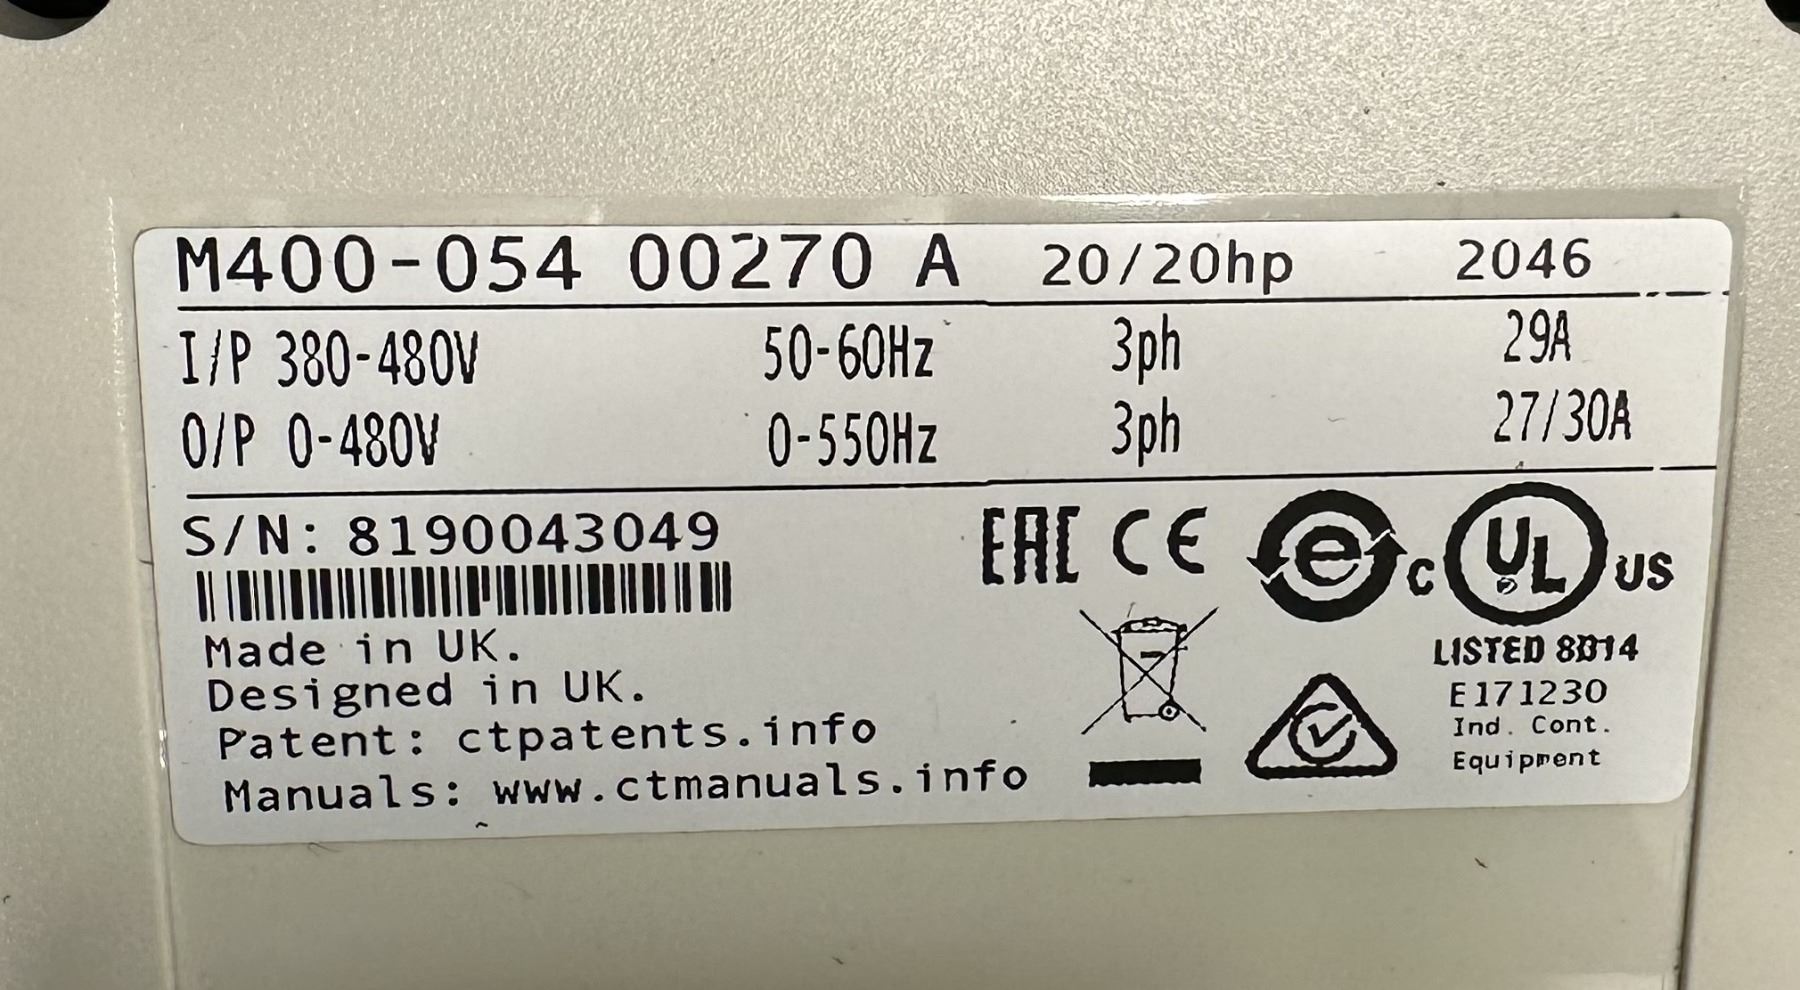 M400-054 00270 A 20/20hp 2046
I/P 380-480V 50-60Hz 3ph 29A
O/P 0-480V 0-550Hz 3ph 27/30A
S/N: 8190043049
EAC CE e c UL US
Made in UK.
LISTED 8D14
Designed in UK.
E171230
Patent: ctpatents.info
Ind. Cont.
Manuals: www.ctmanuals.info
Equipment